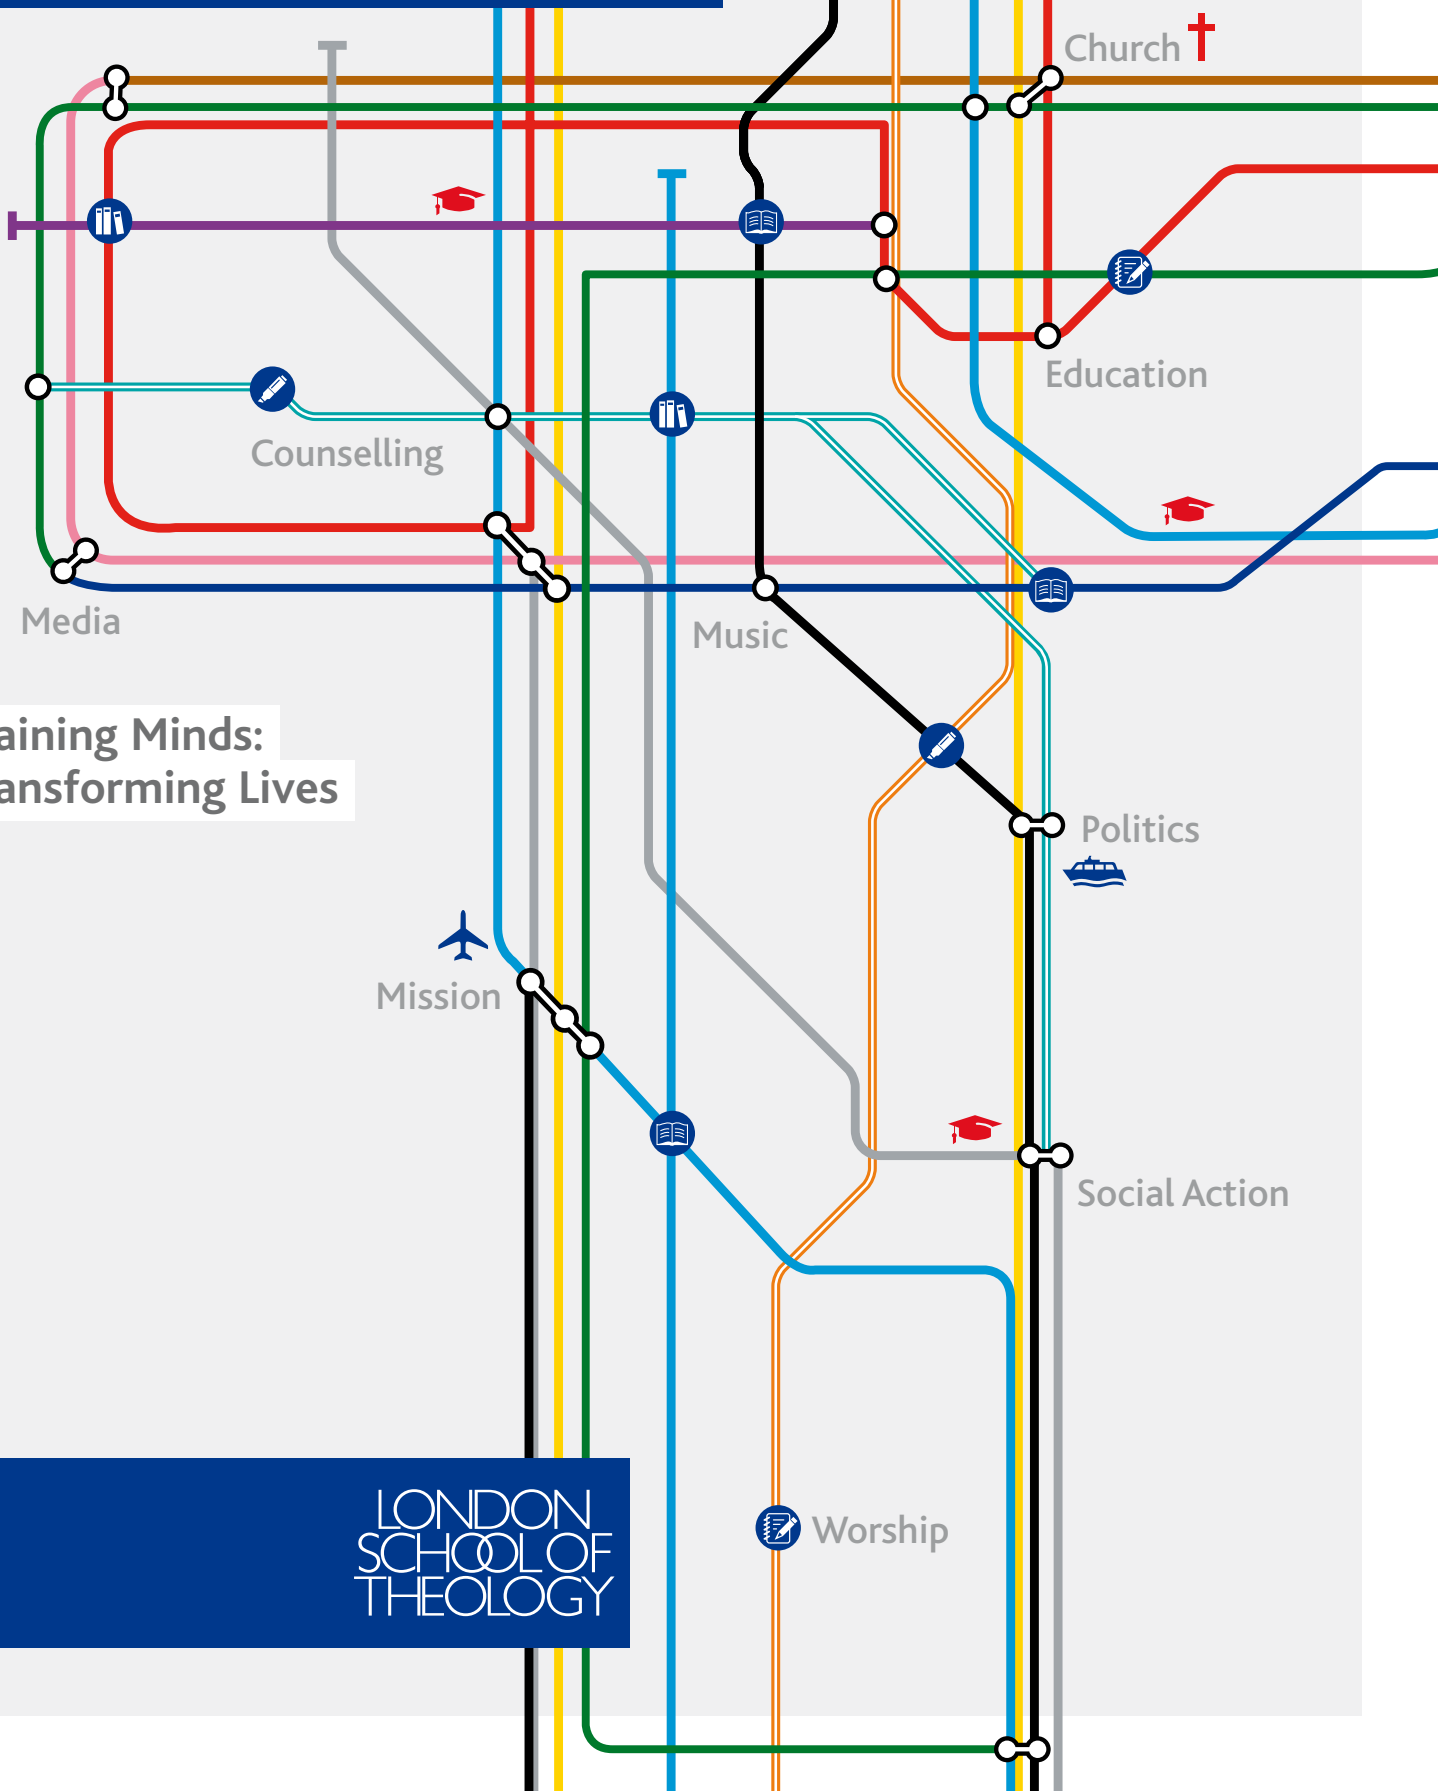 Church
Education
Counselling
Media
Music
aining Minds:
ansforming Lives
Politics
Mission
Social Action
LONDON
SCHOOL OF
THEOLOGY
Worship